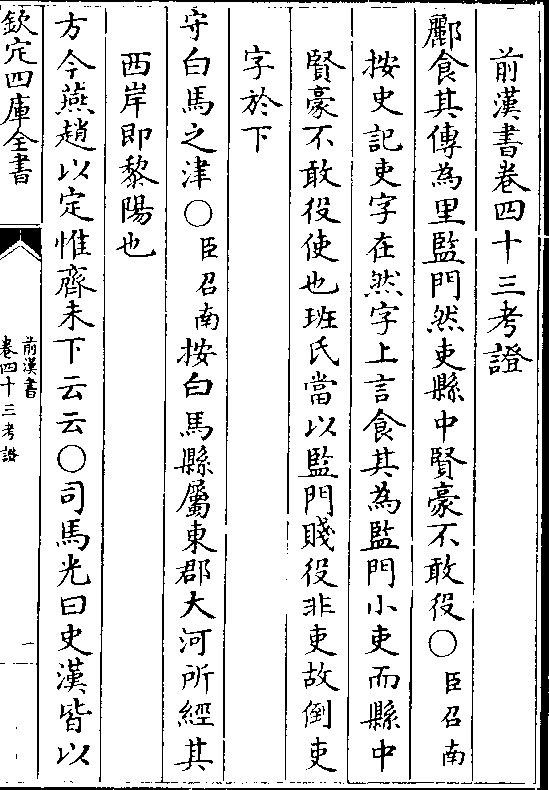 前漢書卷四十三考證
酈食其傳為里監門然吏縣中賢豪不敢役○臣召南
按史記吏字在然字上言食其為監門小吏而縣中
賢豪不敢役使也班氏當以監門賤役非吏故倒吏
字於下
守白馬之津○臣召南按白馬縣屬東郡大河所經其
西岸即黎陽也
方今燕趙以定惟齊未下云云○司馬光曰史漢皆以
欽定四庫全書
前漢書
卷四十三考證
一